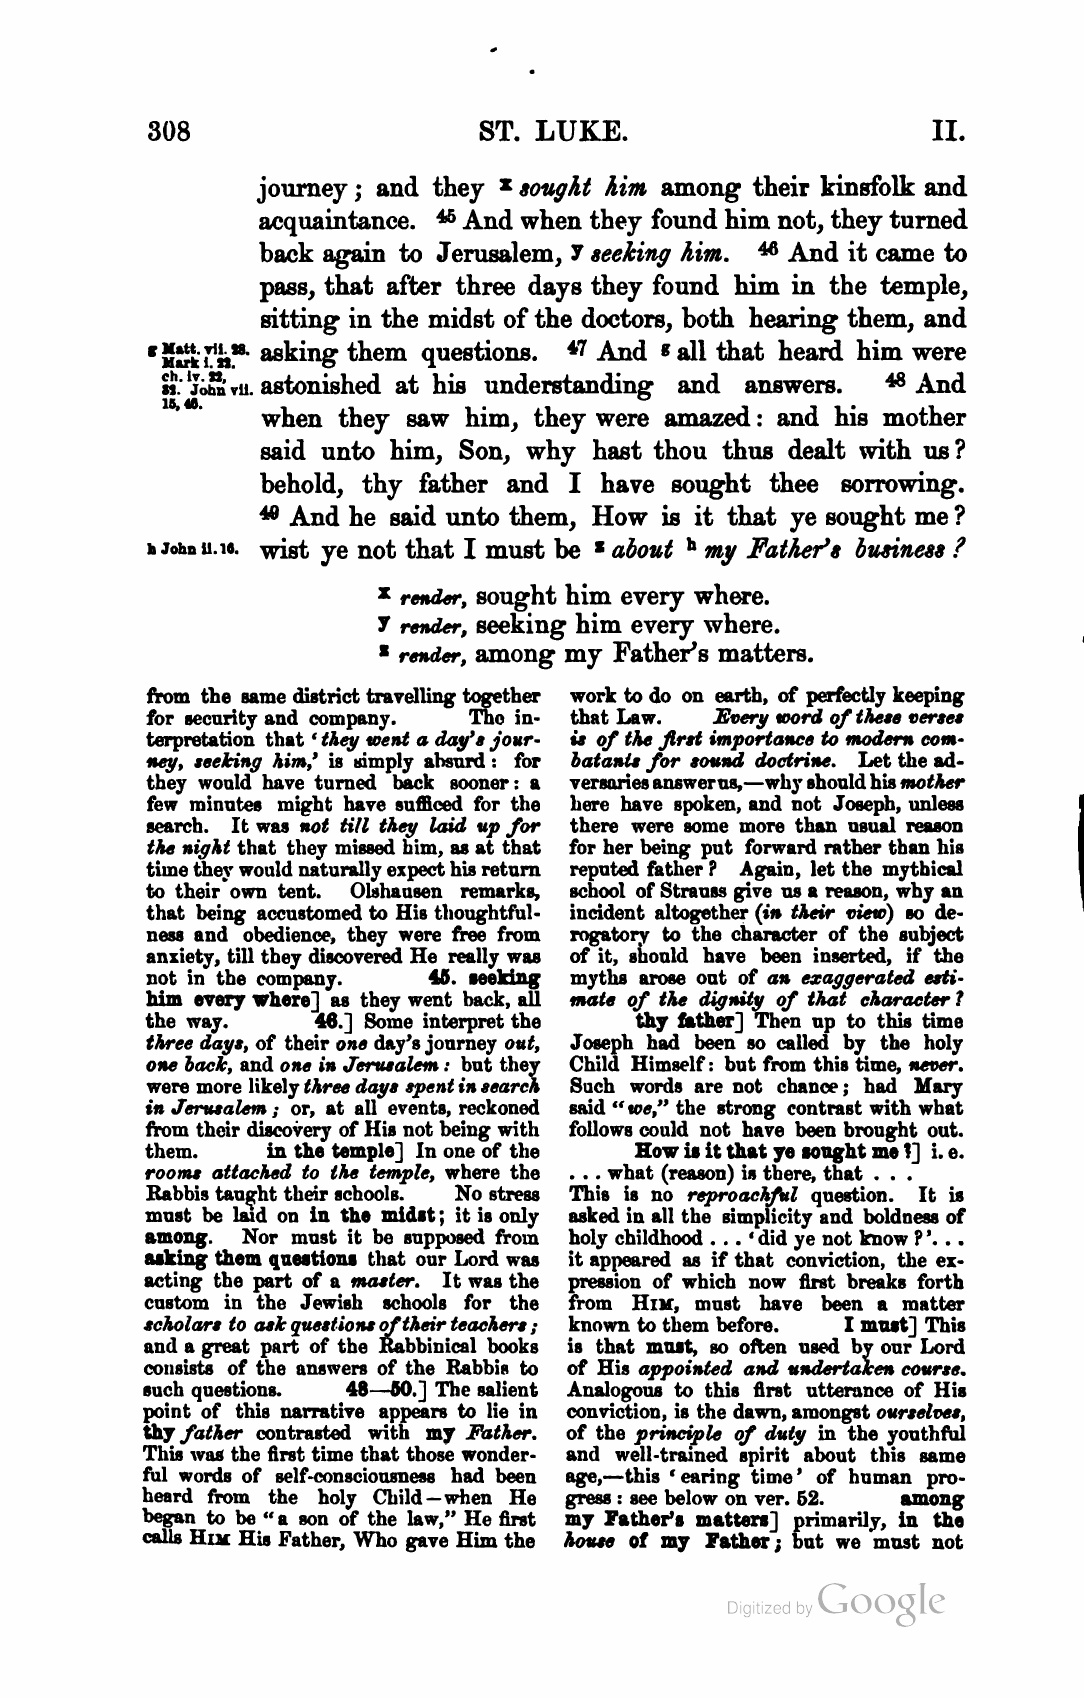 308 ST. LUKE. II.
journey; and they x sought him among their kinsfolk and
acquaintance. 45 And when they found him not, they turned
back again to Jerusalem, y seeking him. 46 And it came to
pass, that after three days they found him in the temple,
sitting in the midst of the doctors, both hearing them, and
asking them questions. 47 And g all that heard him were
astonished at his understanding and answers. 48 And
when they saw him, they were amazed: and his mother
said unto him, Son, why hast thou thus dealt with us?
behold, thy father and I have sought thee sorrowing.
49 And he said unto them, How is it that ye sought me?
wist ye not that I must be z about h my Father's business?
g Matt. vii. 28.
Mark i. 22.
ch. iv. 22,
32. John vii.
15, 46.
h John ii. 16.
x render, sought him every where.
y render, seeking him every where.
z render, among my Father's matters.
from the same district travelling together
for security and company. The in-
terpretation that 'they went a day's jour-
ney, seeking him,' is simply absurd: for
they would have turned back sooner: a
few minutes might have sufficed for the
search. It was not till they laid up for
the night that they missed him, as at that
time they would naturally expect his return
to their own tent. Olshausen remarks,
that being accustomed to His thoughtful-
ness and obedience, they were free from
anxiety, till they discovered He really was
not in the company. 45. seeking
him every where] as they went back, all
the way. 46.] Some interpret the
three days, of their one day's journey out,
one back, and one in Jerusalem: but they
were more likely three days spent in search
in Jerusalem; or, at all events, reckoned
from their discovery of His not being with
them. in the temple] In one of the
rooms attached to the temple, where the
Rabbis taught their schools. No stress
must be laid on in the midst; it is only
among. Nor must it be supposed from
asking them questions that our Lord was
acting the part of a master. It was the
custom in the Jewish schools for the
scholars to ask questions of their teachers;
and a great part of the Rabbinical books
consists of the answers of the Rabbis to
such questions. 48—50.] The salient
point of this narrative appears to lie in
thy father contrasted with my Father.
This was the first time that those wonder-
ful words of self-consciousness had been
heard from the holy Child—when He
began to be "a son of the law," He first
calls HIM His Father, Who gave Him the
work to do on earth, of perfectly keeping
that Law. Every word of these verses
is of the first importance to modern com-
batants for sound doctrine. Let the ad-
versaries answer us,—why should his mother
here have spoken, and not Joseph, unless
there were some more than usual reason
for her being put forward rather than his
reputed father? Again, let the mythical
school of Strauss give us a reason, why an
incident altogether (in their view) so de-
rogatory to the character of the subject
of it, should have been inserted, if the
myths arose out of an exaggerated esti-
mate of the dignity of that character?
thy father] Then up to this time
Joseph had been so called by the holy
Child Himself: but from this time, never.
Such words are not chance; had Mary
said "we," the strong contrast with what
follows could not have been brought out.
How is it that ye sought me?] i. e.
. . . what (reason) is there, that . . .
This is no reproachful question. It is
asked in all the simplicity and boldness of
holy childhood . . . 'did ye not know?'. . .
it appeared as if that conviction, the ex-
pression of which now first breaks forth
from HIM, must have been a matter
known to them before. I must] This
is that must, so often used by our Lord
of His appointed and undertaken course.
Analogous to this first utterance of His
conviction, is the dawn, amongst ourselves,
of the principle of duty in the youthful
and well-trained spirit about this same
age,—this 'earing time' of human pro-
gress: see below on ver. 52. among
my Father's matters] primarily, in the
house of my Father; but we must not
Digitized by Google